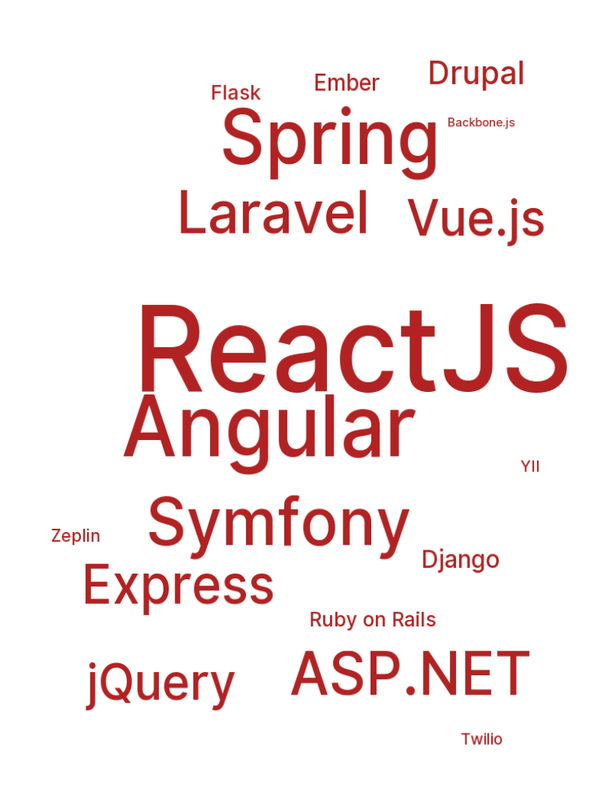 Drupal
Ember
Flask
Spring
Backbone.js
Laravel
Vue.js
ReactJS
Angular
YII
Symfony
Zeplin
Django
Express
Ruby on Rails
ASP.NET
jQuery
Twilio